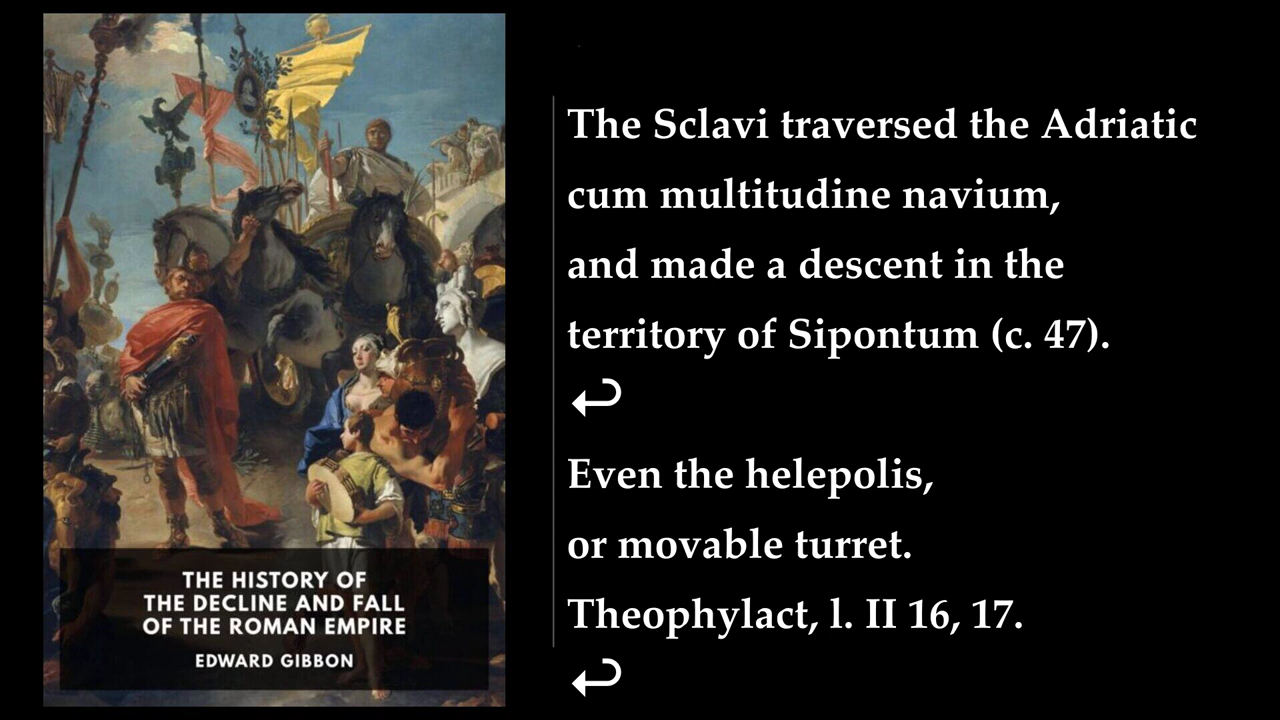 THE HISTORY OF
THE DECLINE AND FALL
OF THE ROMAN EMPIRE
EDWARD GIBBON
The Sclavi traversed the Adriatic
cum multitudine navium,
and made a descent in the
territory of Sipontum (c. 47).
↩
Even the helepolis,
or movable turret.
Theophylact, l. II 16, 17.
↩